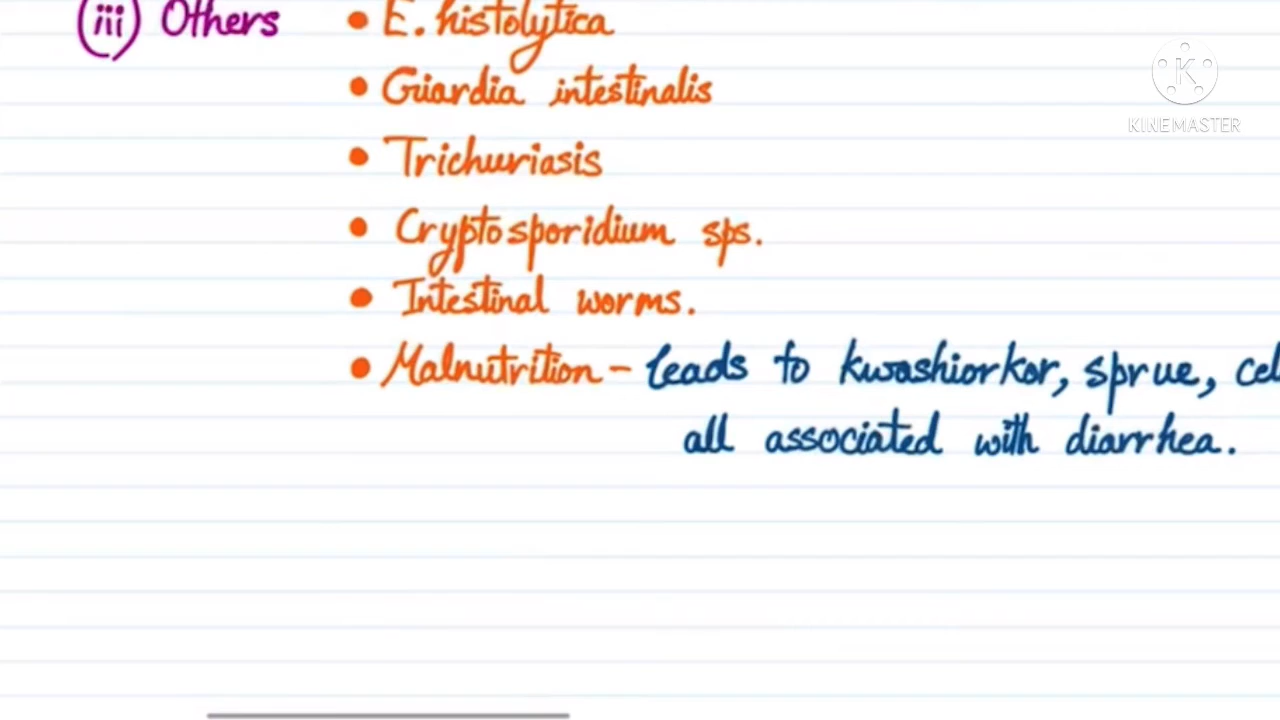 (iii) Others • E. histolytica
• Giardia intestinalis
• Trichuriasis
• Cryptosporidium sps.
• Intestinal worms.
• Malnutrition - leads to kwashiorkor, sprue, cel
all associated with diarrhea.
K
KINEMASTER